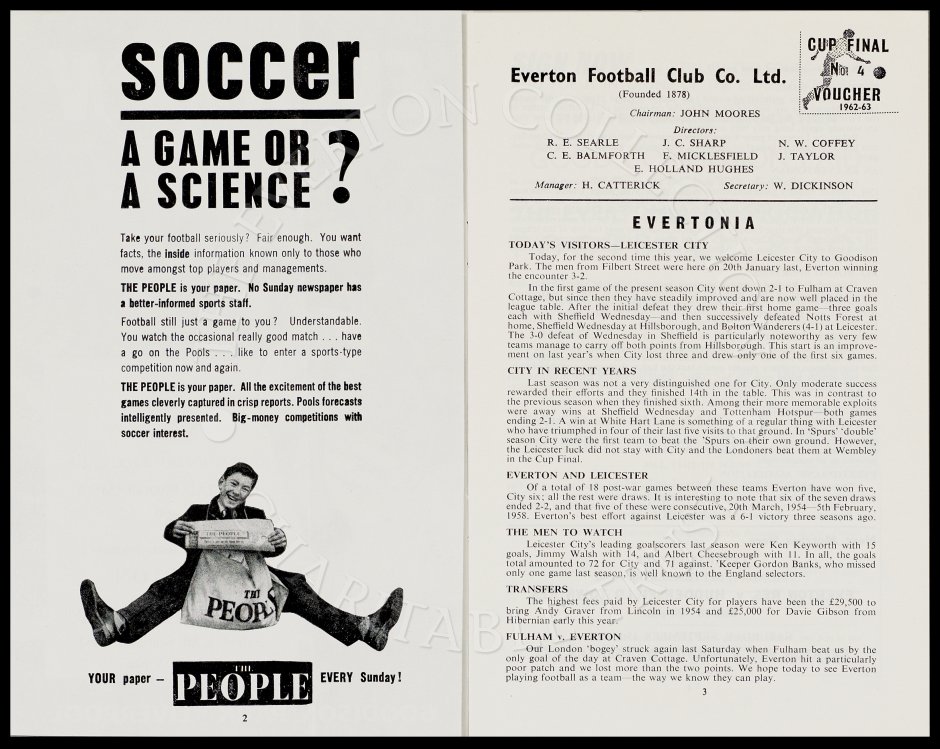 soccer
A GAME OR
A SCIENCE ?
Take your football seriously? Fair enough. You want
facts, the inside information known only to those who
move amongst top players and managements.
THE PEOPLE is your paper. No Sunday newspaper has
a better-informed sports staff.
Football still just a game to you? Understandable.
You watch the occasional really good match . . . have
a go on the Pools . . . like to enter a sports-type
competition now and again.
THE PEOPLE is your paper. All the excitement of the best
games cleverly captured in crisp reports. Pools forecasts
intelligently presented. Big-money competitions with
soccer interest.
THE PEOPLE
THE
PEOPLE
YOUR paper – THE PEOPLE EVERY Sunday!
2
CUP FINAL
No 4
VOUCHER
1962-63
Everton Football Club Co. Ltd.
(Founded 1878)
Chairman: JOHN MOORES
Directors:
R. E. SEARLE J. C. SHARP N. W. COFFEY
C. E. BALMFORTH F. MICKLESFIELD J. TAYLOR
E. HOLLAND HUGHES
Manager: H. CATTERICK Secretary: W. DICKINSON
EVERTONIA
TODAY'S VISITORS—LEICESTER CITY
Today, for the second time this year, we welcome Leicester City to Goodison
Park. The men from Filbert Street were here on 20th January last, Everton winning
the encounter 3-2.
In the first game of the present season City went down 2-1 to Fulham at Craven
Cottage, but since then they have steadily improved and are now well placed in the
league table. After the initial defeat they drew their first home game—three goals
each with Sheffield Wednesday—and then successively defeated Notts Forest at
home, Sheffield Wednesday at Hillsborough, and Bolton Wanderers (4-1) at Leicester.
The 3-0 defeat of Wednesday in Sheffield is particularly noteworthy as very few
teams manage to carry off both points from Hillsborough. This start is an improve-
ment on last year's when City lost three and drew only one of the first six games.
CITY IN RECENT YEARS
Last season was not a very distinguished one for City. Only moderate success
rewarded their efforts and they finished 14th in the table. This was in contrast to
the previous season when they finished sixth. Among their more memorable exploits
were away wins at Sheffield Wednesday and Tottenham Hotspur—both games
ending 2-1. A win at White Hart Lane is something of a regular thing with Leicester
who have triumphed in four of their last five visits to that ground. In 'Spurs' 'double'
season City were the first team to beat the 'Spurs on their own ground. However,
the Leicester luck did not stay with City and the Londoners beat them at Wembley
in the Cup Final.
EVERTON AND LEICESTER
Of a total of 18 post-war games between these teams Everton have won five,
City six; all the rest were draws. It is interesting to note that six of the seven draws
ended 2-2, and that five of these were consecutive, 20th March, 1954—5th February,
1958. Everton's best effort against Leicester was a 6-1 victory three seasons ago.
THE MEN TO WATCH
Leicester City's leading goalscorers last season were Ken Keyworth with 15
goals, Jimmy Walsh with 14, and Albert Cheesebrough with 11. In all, the goals
total amounted to 72 for City and 71 against. 'Keeper Gordon Banks, who missed
only one game last season, is well known to the England selectors.
TRANSFERS
The highest fees paid by Leicester City for players have been the £29,500 to
bring Andy Graver from Lincoln in 1954 and £25,000 for Davie Gibson from
Hibernian early this year.
FULHAM v. EVERTON
Our London 'bogey' struck again last Saturday when Fulham beat us by the
only goal of the day at Craven Cottage. Unfortunately, Everton hit a particularly
poor patch and we lost more than the two points. We hope today to see Everton
playing football as a team—the way we know they can play.
3